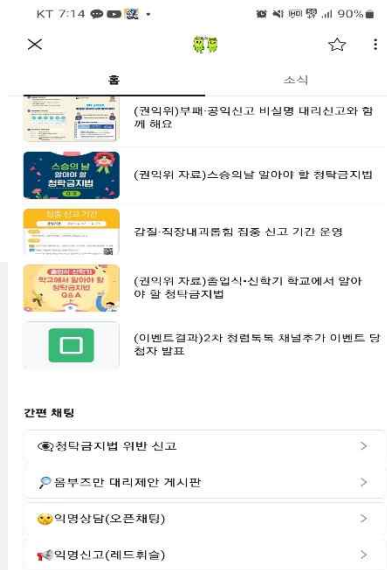 KT 7:14
90%
홈
소식
(권익위)부패·공익신고 비실명 대리신고와 함
께 해요
스승의 날
알아야 할
청탁금지법
(권익위 자료)스승의날 알아야 할 청탁금지법
집중 신고 기간
갑질·직장내괴롭힘 집중 신고 기간 운영
졸업식·신학기
학교에서 알아야 할
청탁금지법
Q&A
(권익위 자료)졸업식·신학기 학교에서 알아
야 할 청탁금지법
(이벤트결과)2차 청렴톡톡 채널추가 이벤트 당
첨자 발표
간편 채팅
청탁금지법 위반 신고
옴부즈만 대리제안 게시판
익명상담(오픈채팅)
익명신고(레드휘슬)